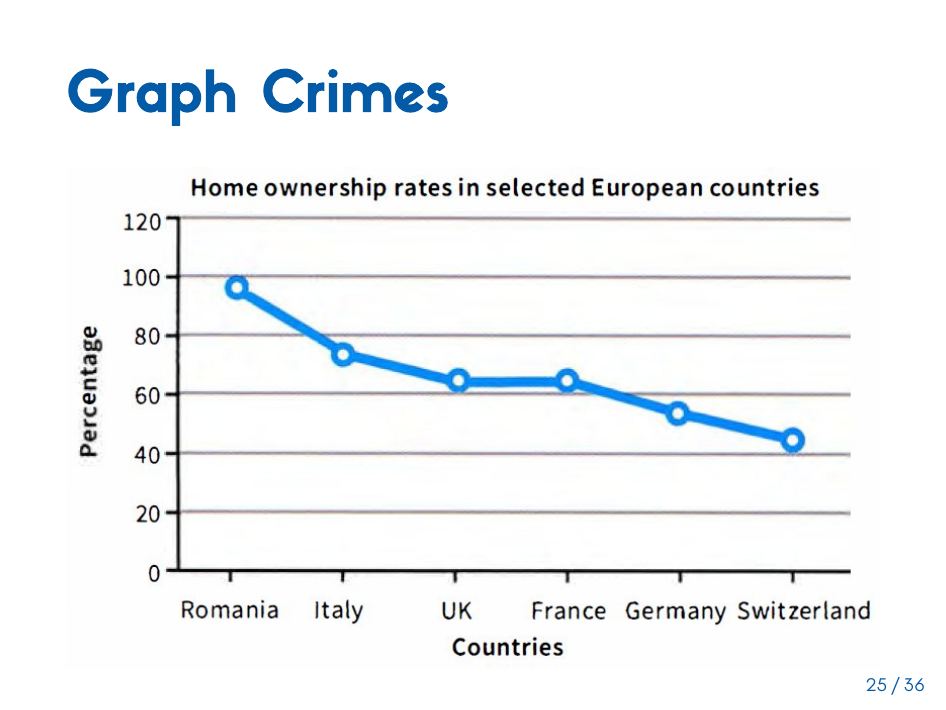 Graph Crimes
Home ownership rates in selected European countries
120
100
80
60
40
20
0
Percentage
Romania Italy UK France Germany Switzerland
Countries
25 / 36